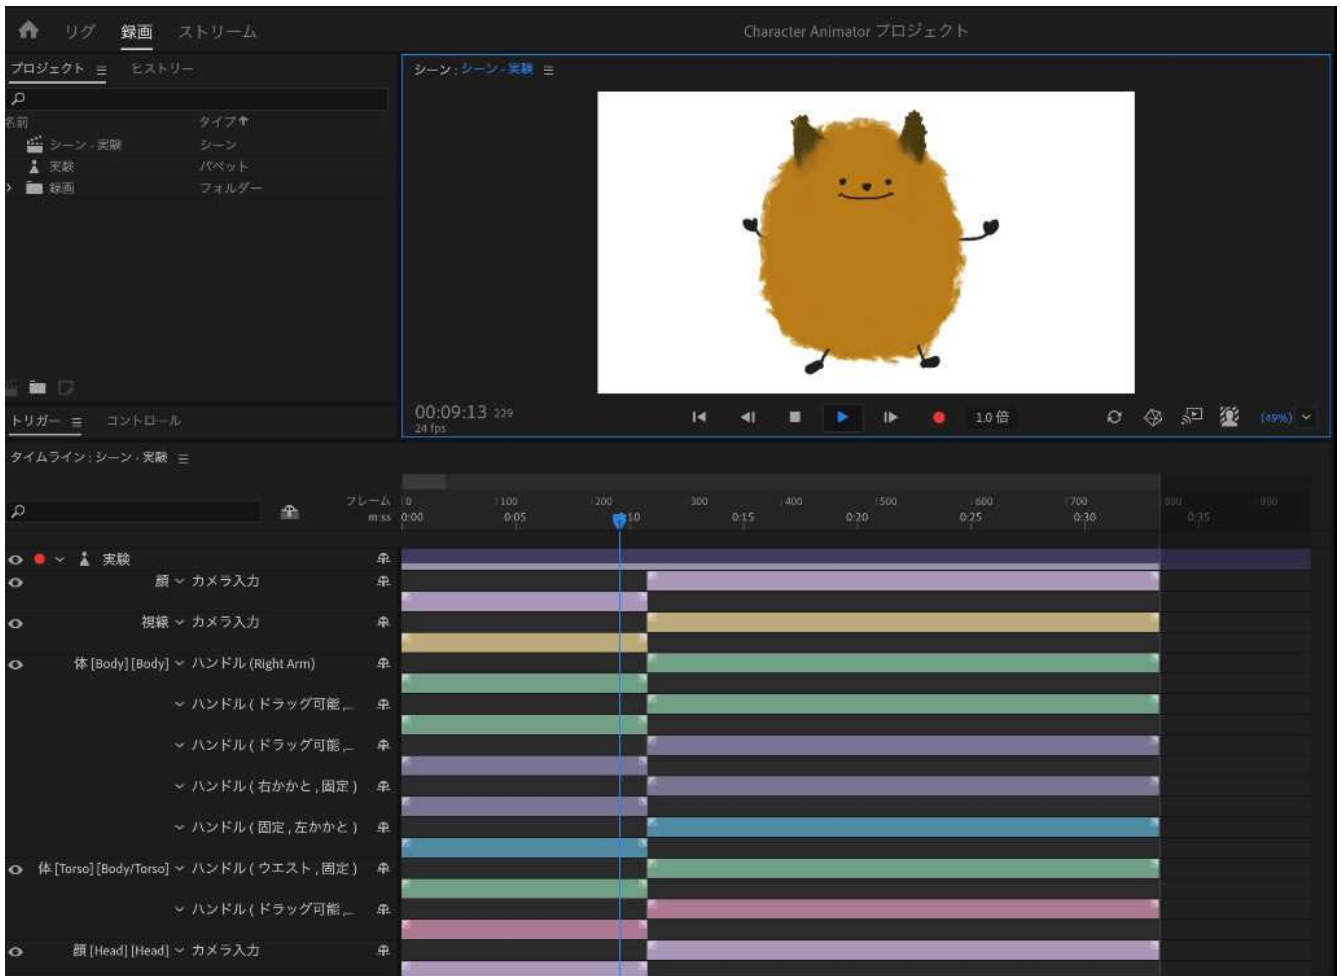 リグ 録画 ストリーム Character Animator プロジェクト
プロジェクト ヒストリー
シーン : シーン - 実験
名前 タイプ
シーン - 実験 シーン
実験 パペット
録画 フォルダー
00:09:13 229
24 fps
1.0 倍
(49%)
トリガー コントロール
タイムライン : シーン - 実験
フレーム 0 100 200 300 400 500 600 700 800 900
m:ss 0:00 0:05 0:10 0:15 0:20 0:25 0:30 0:35
実験
顔 カメラ入力
視線 カメラ入力
体 [Body] [Body] ハンドル (Right Arm)
ハンドル ( ドラッグ可能 , ...
ハンドル ( ドラッグ可能 , ...
ハンドル ( 右かかと , 固定 )
ハンドル ( 固定 , 左かかと )
体 [Torso] [Body/Torso] ハンドル ( ウエスト , 固定 )
ハンドル ( ドラッグ可能 , ...
顔 [Head] [Head] カメラ入力